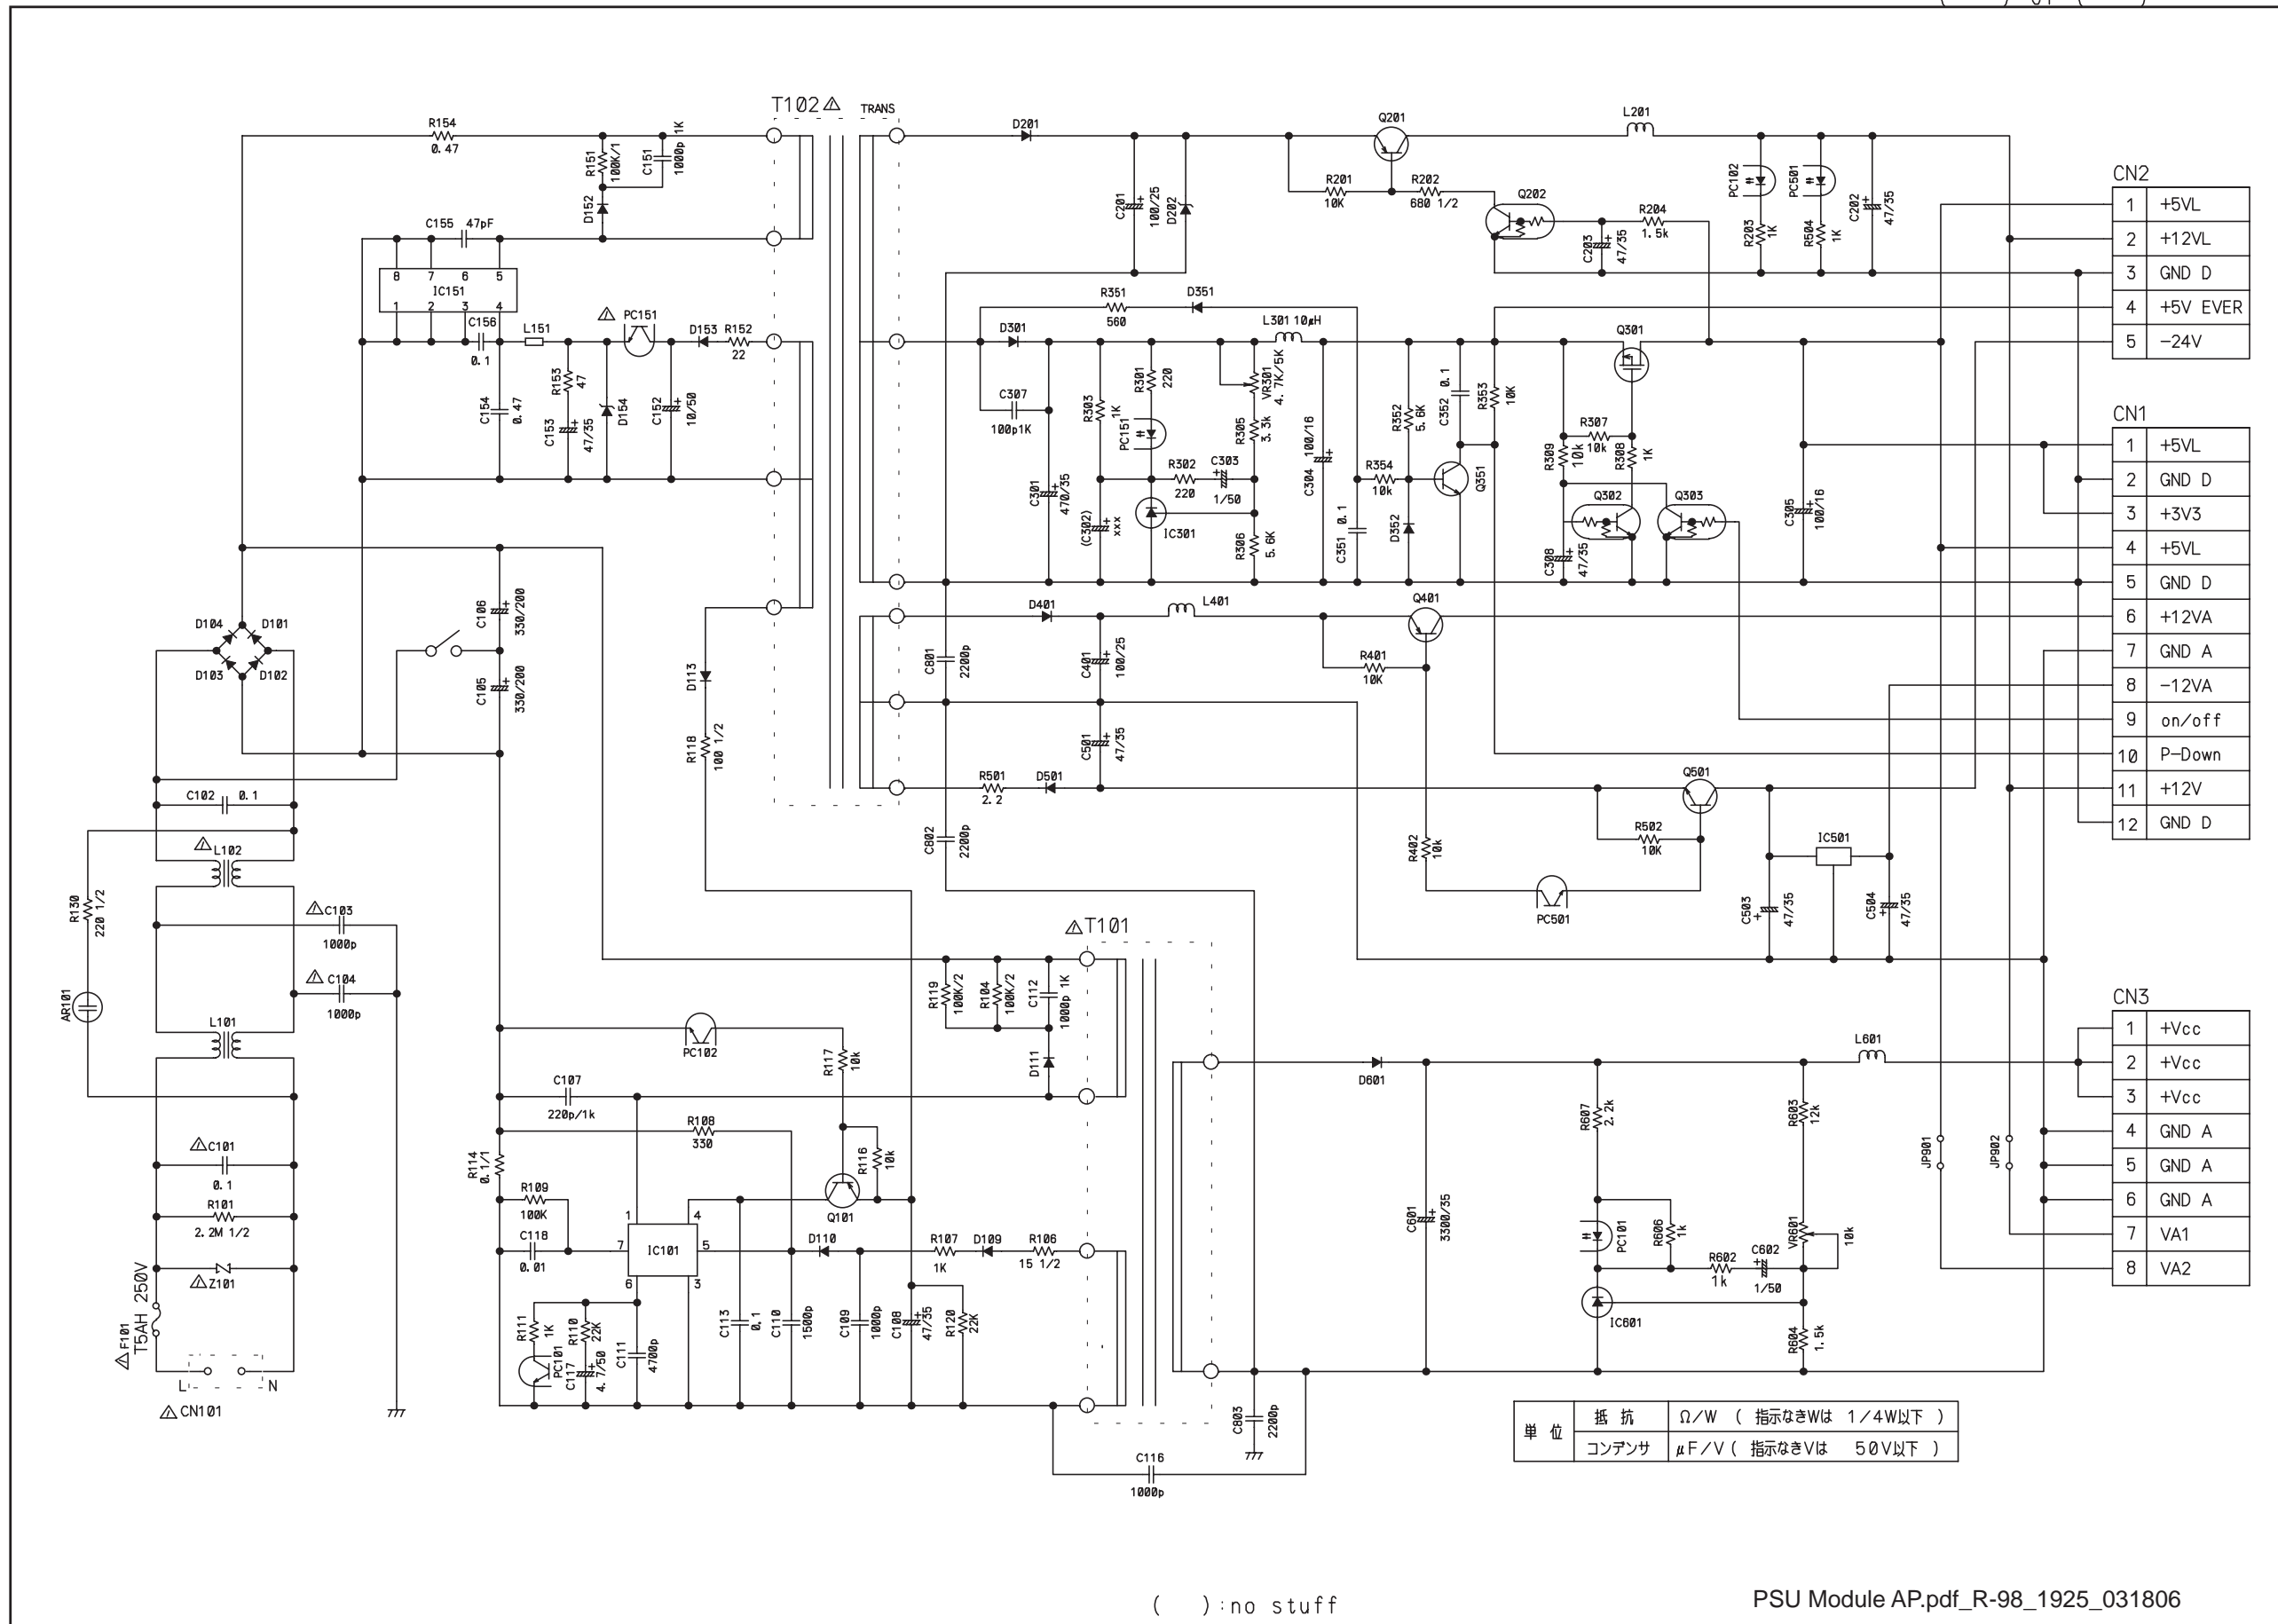 T102 TRANS
R154
0.47
R151
100K/1
C151
1000p 1K
D152
C155 47pF
8 7 6 5
IC151
1 2 3 4
C156
0.1
L151
PC151
D153
R152
22
R153
47
C154
0.47
C153
47/35
D154
C152
10/50
D201
C201
100/25
D202
Q201
R201
10K
R202
680 1/2
Q202
C203
47/35
R204
1.5k
L201
PC102
R203
1K
PC501
R504
1K
C202
47/35
R351
560
D351
D301
C307
100p1K
C301
470/35
R303
1K
(C302)
xxx
R301
220
PC151
R302
220
C303
1/50
IC301
L301 10μH
VR301
4.7K/5K
R305
3.3k
R306
5.6K
C304
100/16
C351
0.1
R354
10k
R352
5.6K
D352
C352
0.1
Q351
R353
10K
Q301
R309
10k
R307
10k
R308
1K
Q302
Q303
C308
47/35
C305
100/16
CN2
1 +5VL
2 +12VL
3 GND D
4 +5V EVER
5 -24V
CN1
1 +5VL
2 GND D
3 +3V3
4 +5VL
5 GND D
6 +12VA
7 GND A
8 -12VA
9 on/off
10 P-Down
11 +12V
12 GND D
D104
D101
D103
D102
C106
330/200
C105
330/200
D113
R118
100 1/2
D401
L401
C801
2200p
C401
100/25
C501
47/35
R501
2.2
D501
C802
2200p
Q401
R401
10K
R402
10k
PC501
Q501
R502
10K
C503
47/35
IC501
C504
47/35
C102 0.1
L102
R130
220 1/2
AR101
C103
1000p
C104
1000p
L101
C101
0.1
R101
2.2M 1/2
Z101
F101
T5AH 250V
L N
CN101
T101
R119
100K/2
R104
100K/2
C112
1000p 1K
D111
PC102
R117
10k
C107
220p/1k
R108
330
R116
10k
R114
0.1/1
R109
100K
Q101
C118
0.01
1 4
7 IC101 5
6 3
D110
R107
1K
D109
R106
15 1/2
R111
1K
PC101
R110
22K
C117
4.7/50
C111
4700p
C113
0.1
C110
1500p
C109
1000p
C108
47/35
R120
22K
D601
C601
3300/35
R607
2.2k
PC101
R606
1k
R602
1k
C602
1/50
IC601
R603
12k
VR601
10k
R604
1.5k
L601
JP901
JP902
CN3
1 +Vcc
2 +Vcc
3 +Vcc
4 GND A
5 GND A
6 GND A
7 VA1
8 VA2
C803
2200p
C116
1000p
単位 抵抗 Ω/W ( 指示なきWは 1/4W以下 )
コンデンサ μF/V ( 指示なきVは 50V以下 )
( ):no stuff
PSU Module AP.pdf_R-98_1925_031806